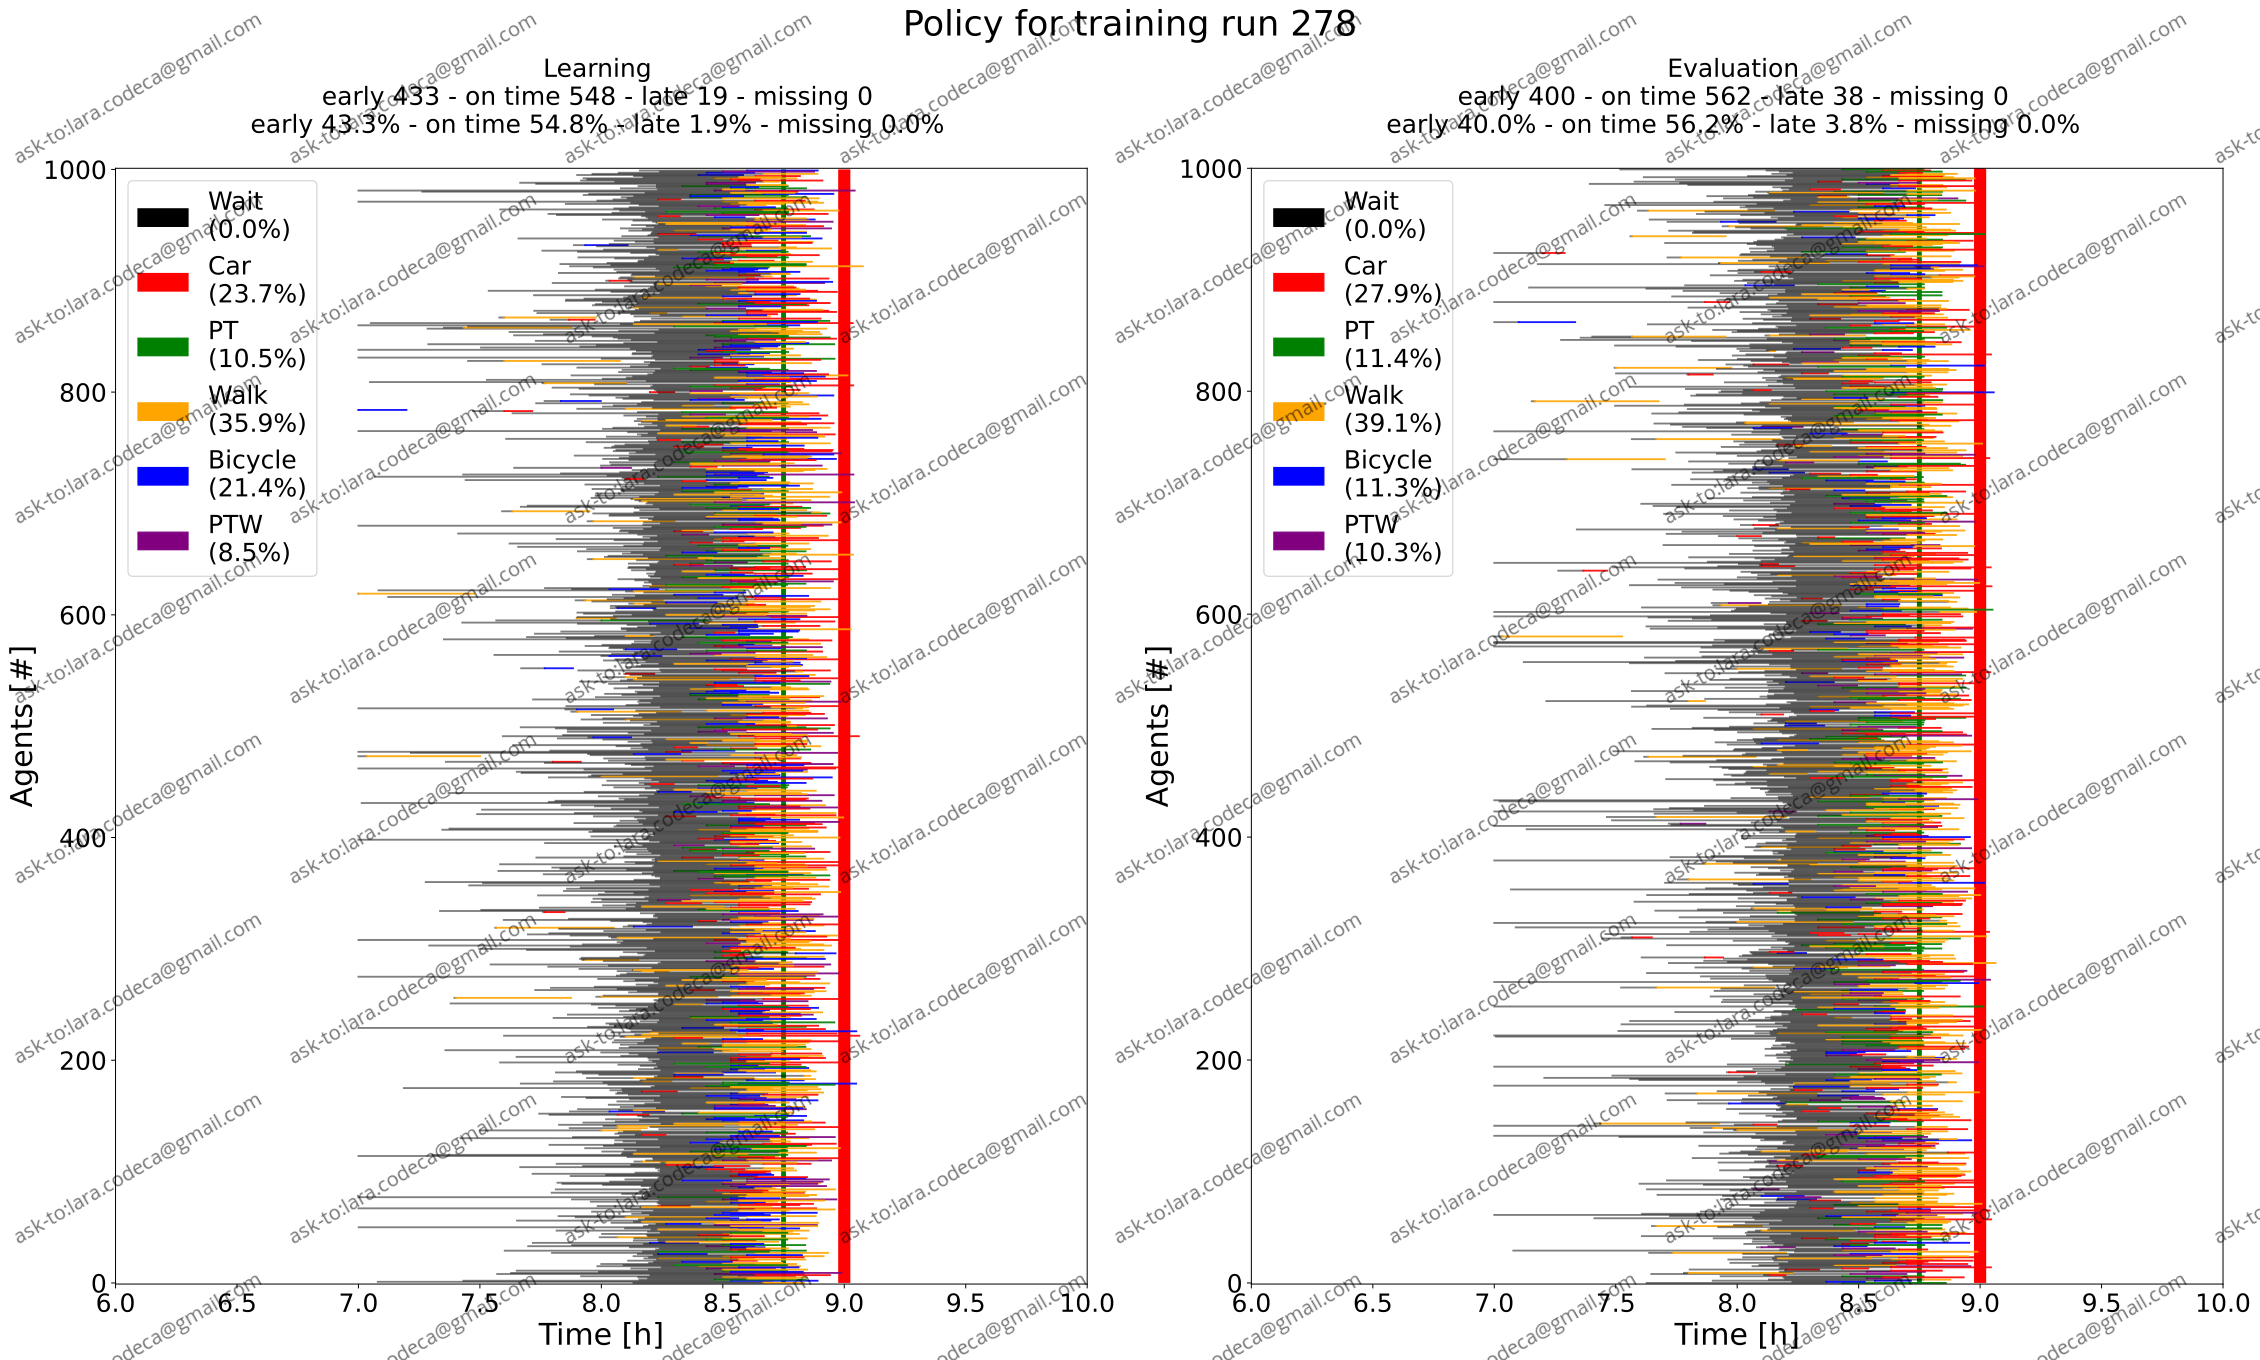 Policy for training run 278
Learning
early 433 - on time 548 - late 19 - missing 0
early 43.3% - on time 54.8% - late 1.9% - missing 0.0%
1000
800
600
400
200
0
Agents [#]
Wait
(0.0%)
Car
(23.7%)
PT
(10.5%)
Walk
(35.9%)
Bicycle
(21.4%)
PTW
(8.5%)
6.0 6.5 7.0 7.5 8.0 8.5 9.0 9.5 10.0
Time [h]
Evaluation
early 400 - on time 562 - late 38 - missing 0
early 40.0% - on time 56.2% - late 3.8% - missing 0.0%
1000
800
600
400
200
0
Agents [#]
Wait
(0.0%)
Car
(27.9%)
PT
(11.4%)
Walk
(39.1%)
Bicycle
(11.3%)
PTW
(10.3%)
6.0 6.5 7.0 7.5 8.0 8.5 9.0 9.5 10.0
Time [h]
ask-to:lara.codeca@gmail.com